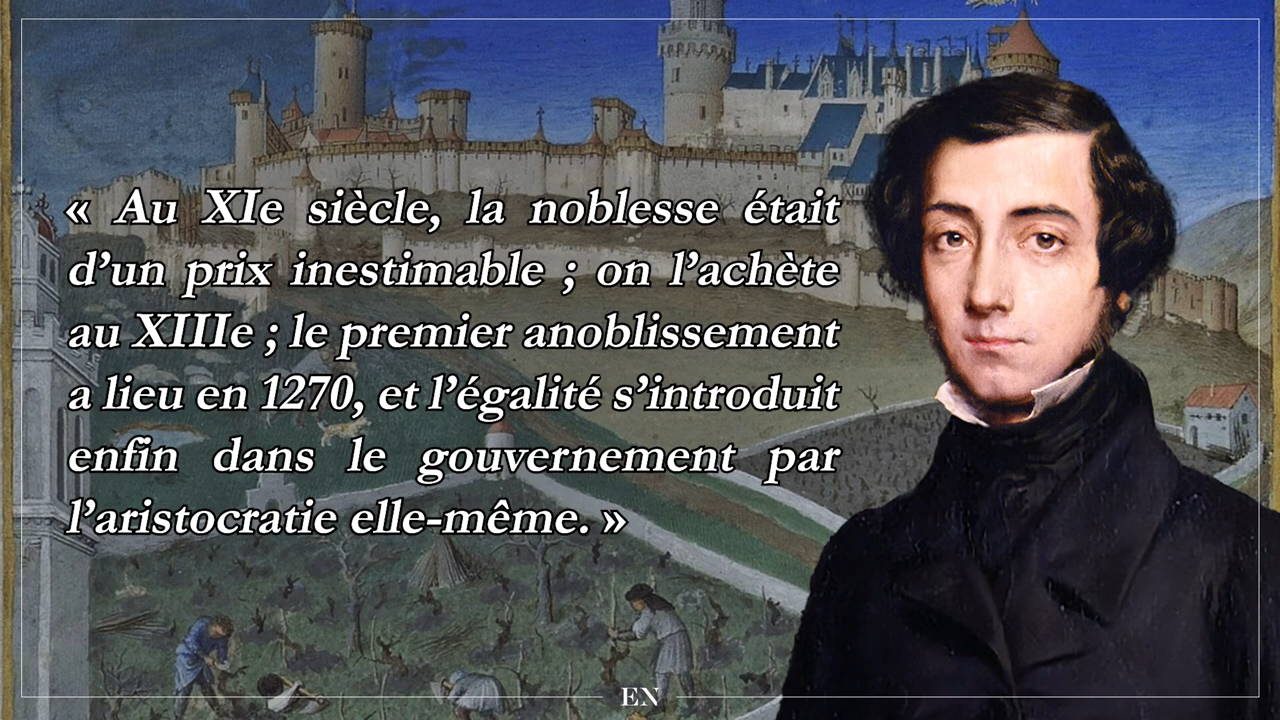 « Au XIe siècle, la noblesse était
d’un prix inestimable ; on l’achète
au XIIIe ; le premier anoblissement
a lieu en 1270, et l’égalité s’introduit
enfin dans le gouvernement par
l’aristocratie elle-même. »
EN